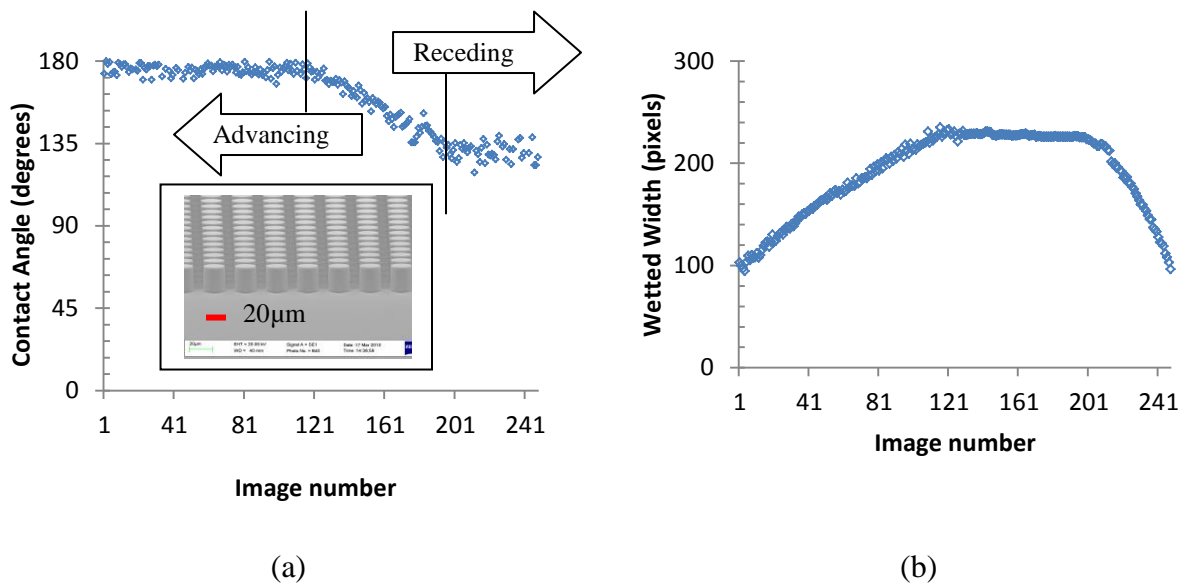 180
135
90
45
0
Contact Angle (degrees)
1 41 81 121 161 201 241
Image number
Advancing
Receding
20µm
(a)
300
200
100
0
Wetted Width (pixels)
1 41 81 121 161 201 241
Image number
(b)